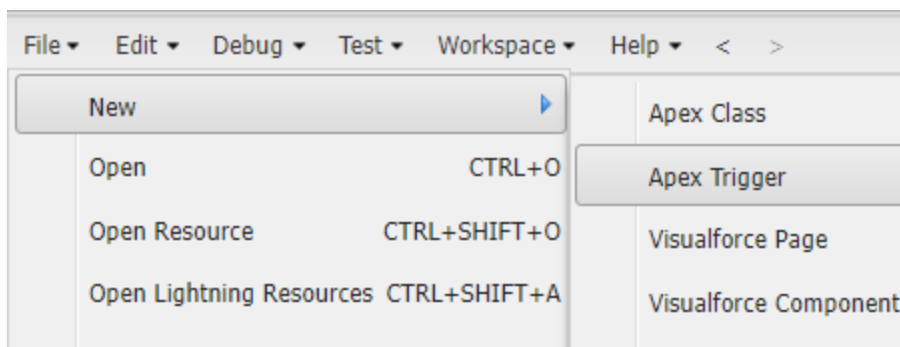 File ▾ Edit ▾ Debug ▾ Test ▾ Workspace ▾ Help ▾ < >
New
Apex Class
Open CTRL+O
Apex Trigger
Open Resource CTRL+SHIFT+O
Visualforce Page
Open Lightning Resources CTRL+SHIFT+A
Visualforce Component